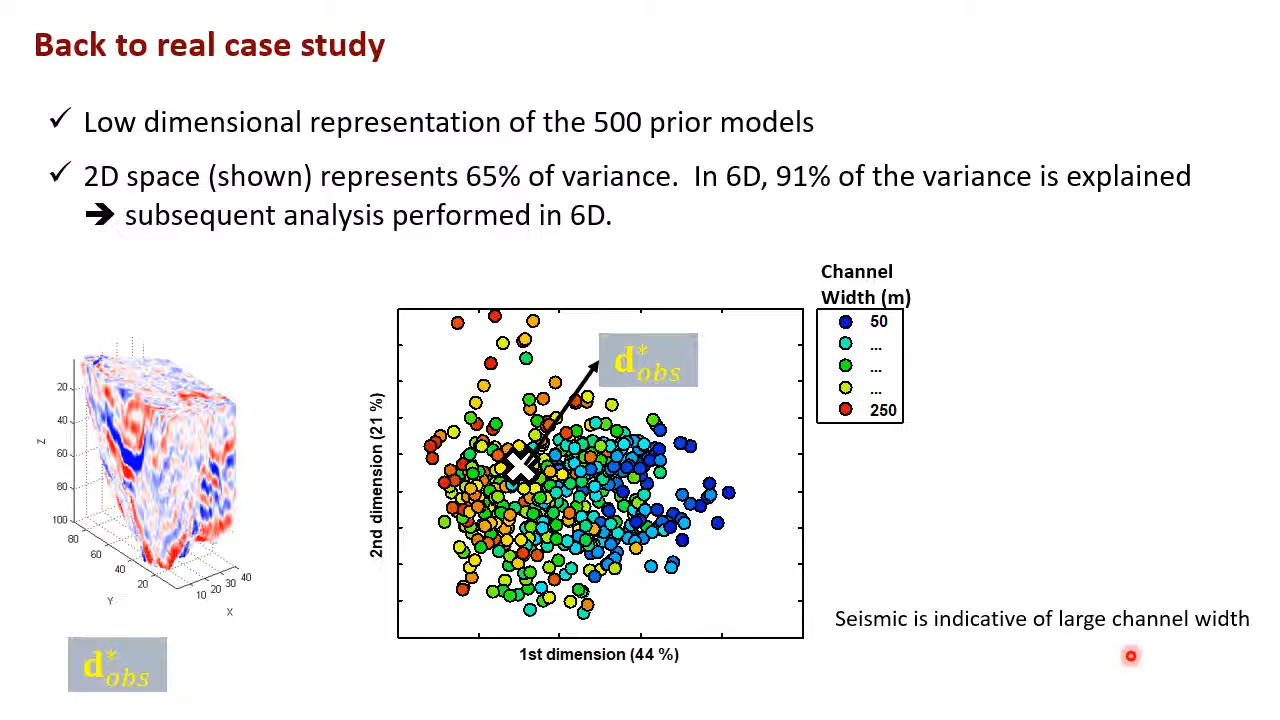 Back to real case study
✓ Low dimensional representation of the 500 prior models
✓ 2D space (shown) represents 65% of variance. In 6D, 91% of the variance is explained
➔ subsequent analysis performed in 6D.
Channel
Width (m)
50
...
...
...
250
d*obs
2nd dimension (21 %)
1st dimension (44 %)
Z
20
40
60
80
100
80
60
40
20
Y
10 20 30 40
X
d*obs
Seismic is indicative of large channel width